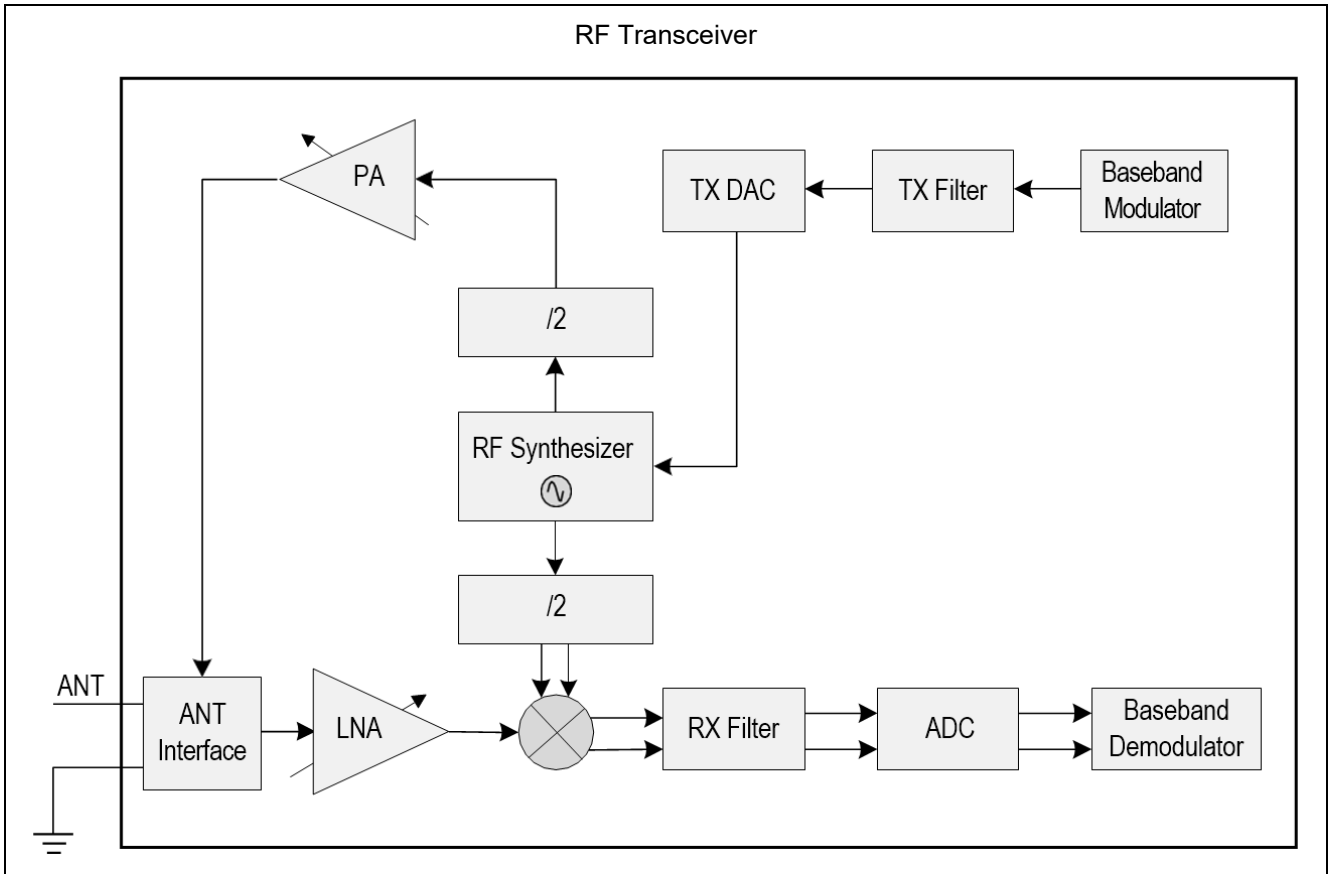 RF Transceiver
PA
TX DAC
TX Filter
Baseband
Modulator
/2
RF Synthesizer
/2
ANT
ANT
Interface
LNA
RX Filter
ADC
Baseband
Demodulator